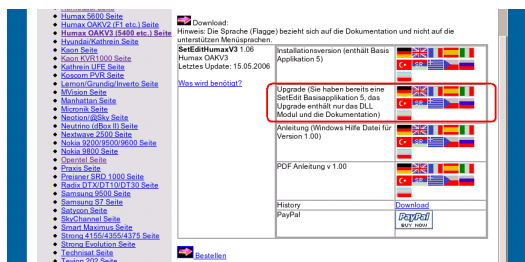 Humax 5600 Seite
Humax OAKV2 (F1 etc.) Seite
Humax OAKV3 (5400 etc.) Seite
Hyundai/Kathrein Seite
Kaon Seite
Kaon KVR1000 Seite
Kathrein UFE Seite
Koscom PVR Seite
Lemon/Grundig/Inverto Seite
MVision Seite
Manhattan Seite
Micronik Seite
Neotion/@Sky Seite
Neutrino (dBox II) Seite
Nextwave 2500 Seite
Nokia 9200/9500/9600 Seite
Nokia 9800 Seite
Opentel Seite
Praxis Seite
Preisner SRD 1000 Seite
Radix DTX/DT10/DT30 Seite
Samsung 9500 Seite
Samsung S7 Seite
Satycon Seite
SkyChannel Seite
Smart Maximus Seite
Strong 4155/4355/4375 Seite
Strong Evolution Seite
Technisat Seite
Tevion 202 Seite
Download:
Hinweis: Die Sprache (Flagge) bezieht sich auf die Dokumentation und nicht auf die
unterstützen Menüsprachen.
SetEditHumaxV3 1.06
Humax OAKV3
Letztes Update: 15.05.2006
Was wird benötigt?
Installationsversion (enthält Basis
Applikation 5)
Upgrade (Sie haben bereits eine
SetEdit Basisapplikation 5, das
Upgrade enthält nur das DLL
Modul und die Dokumentation)
Anleitung (Windows Hilfe Datei für
Version 1.00)
PDF Anleitung v 1.00
History
Download
PayPal
PayPal
BUY NOW
Bestellen